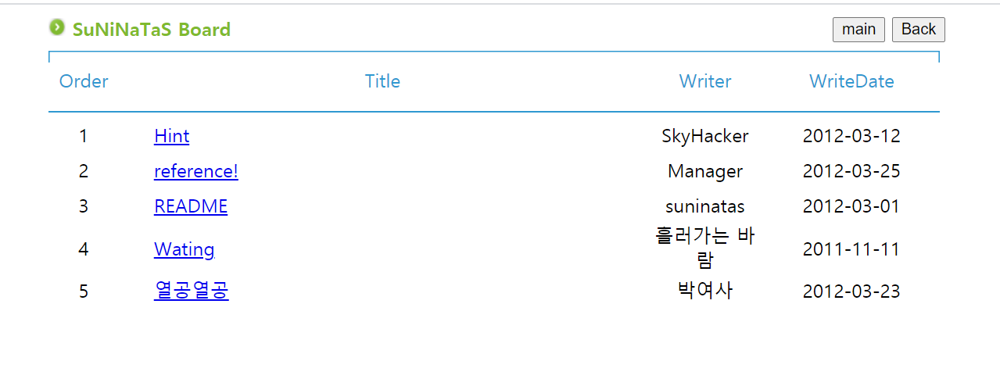 SuNiNaTaS Board main Back
Order Title Writer WriteDate
1 Hint SkyHacker 2012-03-12
2 reference! Manager 2012-03-25
3 README suninatas 2012-03-01
4 Wating 흘러가는 바람 2011-11-11
5 열공열공 박여사 2012-03-23